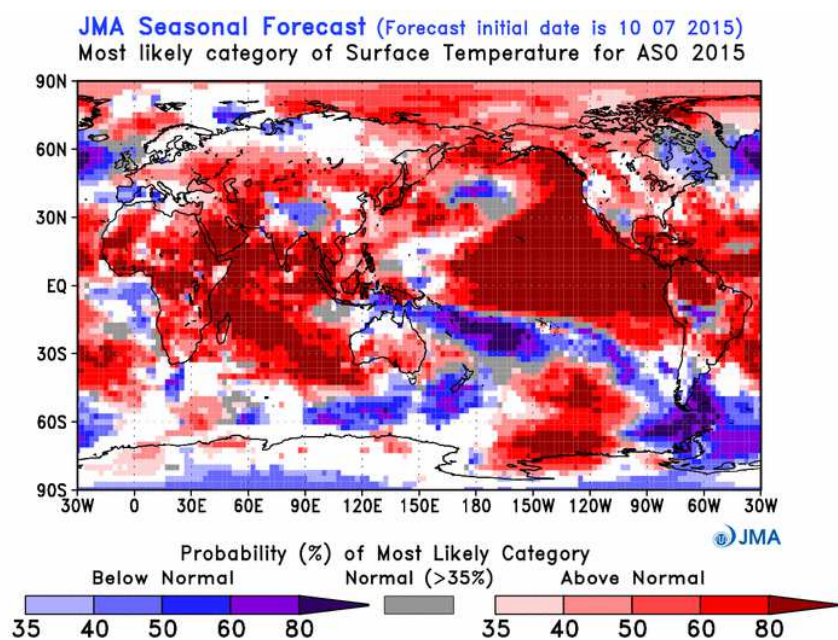 JMA Seasonal Forecast (Forecast initial date is 10 07 2015)
Most likely category of Surface Temperature for ASO 2015
90N
60N
30N
EQ
30S
60S
90S
30W 0 30E 60E 90E 120E 150E 180 150W 120W 90W 60W 30W
JMA
Probability (%) of Most Likely Category
Below Normal Normal (>35%) Above Normal
35 40 50 60 80 35 40 50 60 80